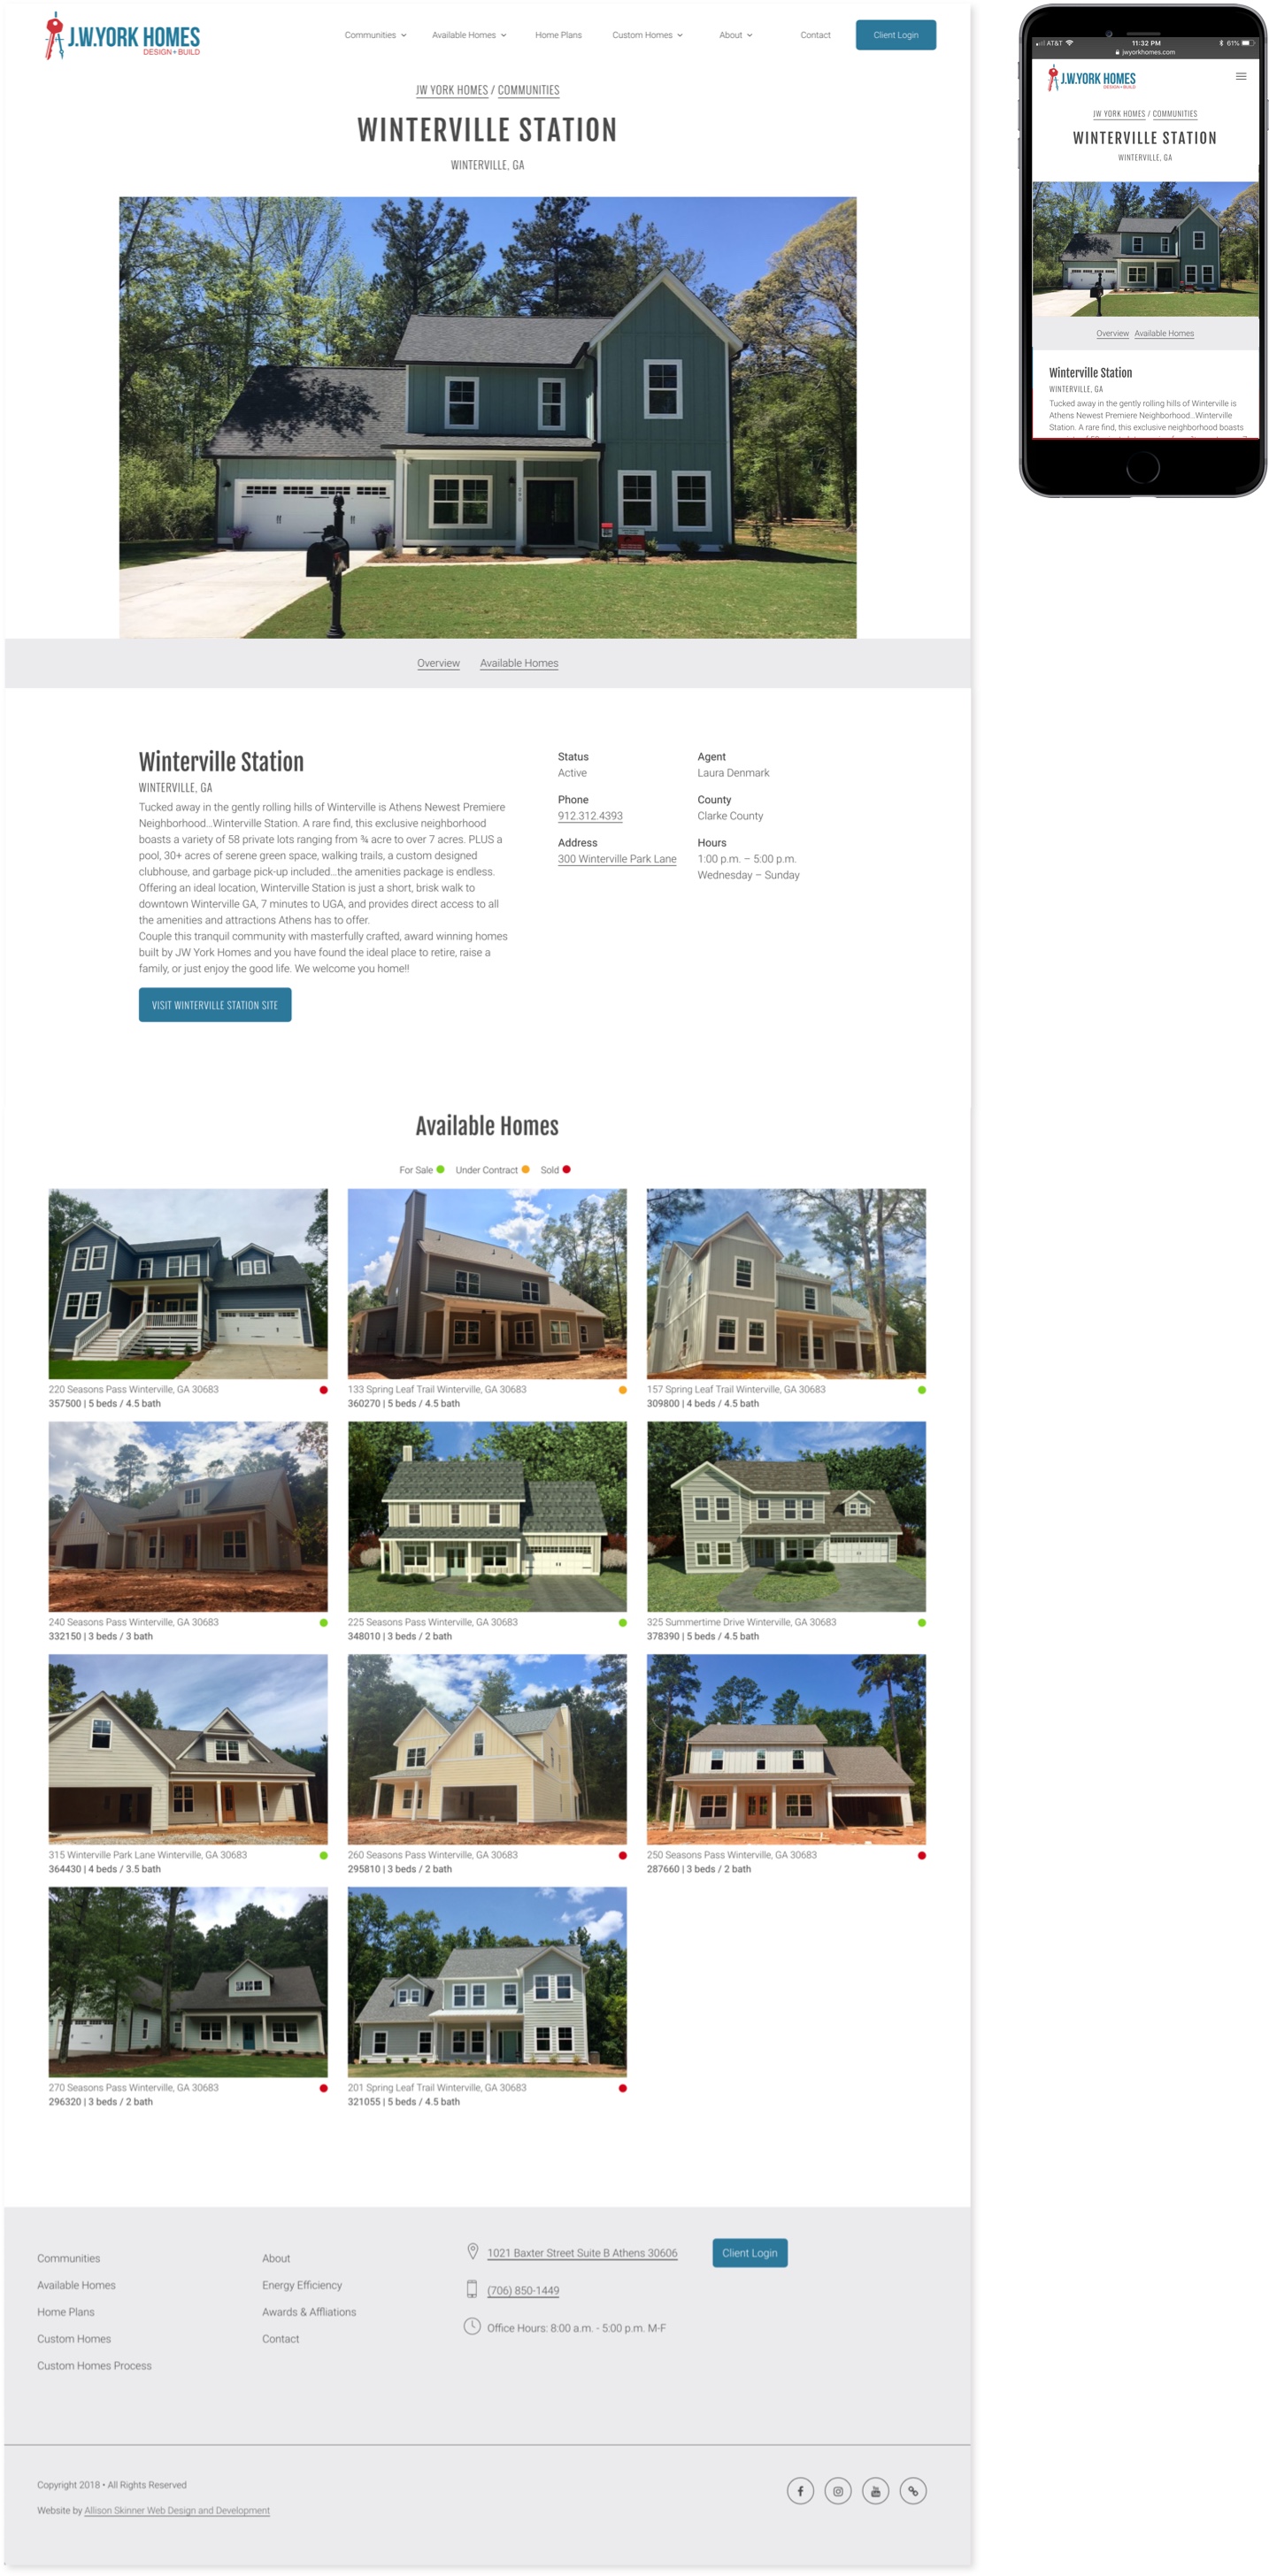 J.W.YORK HOMES
DESIGN+BUILD
Communities Available Homes Home Plans Custom Homes About Contact Client Login
JW YORK HOMES / COMMUNITIES
WINTERVILLE STATION
WINTERVILLE, GA
Overview Available Homes
Winterville Station
WINTERVILLE, GA
Tucked away in the gently rolling hills of Winterville is Athens Newest Premiere
Neighborhood…Winterville Station. A rare find, this exclusive neighborhood
boasts a variety of 58 private lots ranging from ¾ acre to over 7 acres. PLUS a
pool, 30+ acres of serene green space, walking trails, a custom designed
clubhouse, and garbage pick-up included…the amenities package is endless.
Offering an ideal location, Winterville Station is just a short, brisk walk to
downtown Winterville GA, 7 minutes to UGA, and provides direct access to all
the amenities and attractions Athens has to offer.
Couple this tranquil community with masterfully crafted, award winning homes
built by JW York Homes and you have found the ideal place to retire, raise a
family, or just enjoy the good life. We welcome you home!!
VISIT WINTERVILLE STATION SITE
Status
Active
Phone
912.312.4393
Address
300 Winterville Park Lane
Agent
Laura Denmark
County
Clarke County
Hours
1:00 p.m. – 5:00 p.m.
Wednesday – Sunday
Available Homes
For Sale Under Contract Sold
220 Seasons Pass Winterville, GA 30683
357500 | 5 beds / 4.5 bath
133 Spring Leaf Trail Winterville, GA 30683
360270 | 5 beds / 4.5 bath
157 Spring Leaf Trail Winterville, GA 30683
309800 | 4 beds / 4.5 bath
240 Seasons Pass Winterville, GA 30683
332150 | 3 beds / 3 bath
225 Seasons Pass Winterville, GA 30683
348010 | 3 beds / 2 bath
325 Summertime Drive Winterville, GA 30683
378390 | 5 beds / 4.5 bath
315 Winterville Park Lane Winterville, GA 30683
364430 | 4 beds / 3.5 bath
260 Seasons Pass Winterville, GA 30683
295810 | 3 beds / 2 bath
250 Seasons Pass Winterville, GA 30683
287660 | 3 beds / 2 bath
270 Seasons Pass Winterville, GA 30683
296320 | 3 beds / 2 bath
201 Spring Leaf Trail Winterville, GA 30683
321055 | 5 beds / 4.5 bath
Communities
Available Homes
Home Plans
Custom Homes
Custom Homes Process
About
Energy Efficiency
Awards & Affliations
Contact
1021 Baxter Street Suite B Athens 30606
(706) 850-1449
Office Hours: 8:00 a.m. - 5:00 p.m. M-F
Client Login
Copyright 2018 • All Rights Reserved
Website by Allison Skinner Web Design and Development
AT&T 11:32 PM 61%
jwyorkhomes.com
J.W.YORK HOMES
DESIGN+BUILD
JW YORK HOMES / COMMUNITIES
WINTERVILLE STATION
WINTERVILLE, GA
Overview Available Homes
Winterville Station
WINTERVILLE, GA
Tucked away in the gently rolling hills of Winterville is
Athens Newest Premiere Neighborhood…Winterville
Station. A rare find, this exclusive neighborhood boasts